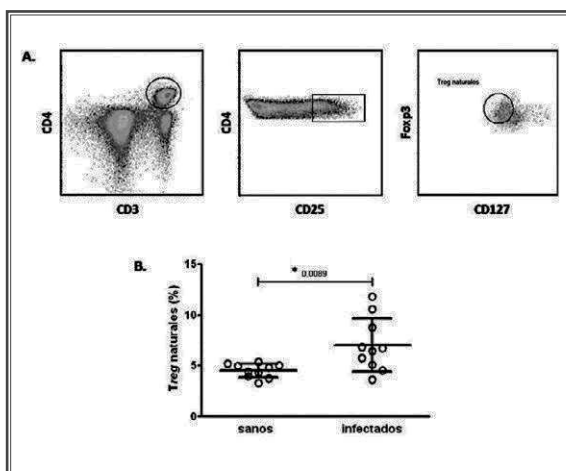 A.
CD4
CD3
CD4
CD25
Treg naturales
Foxp3
CD127
B.
* 0.0089
Treg naturales (%)
15
10
5
0
sanos
infectados